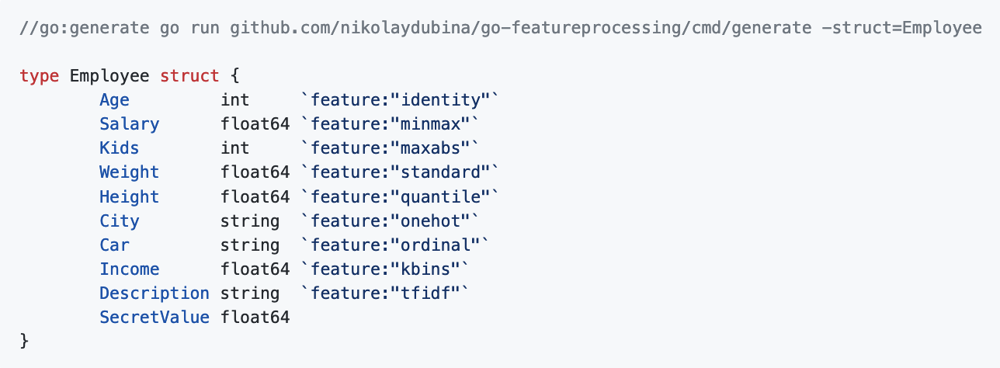 //go:generate go run github.com/nikolaydubina/go-featureprocessing/cmd/generate -struct=Employee
type Employee struct {
Age int `feature:"identity"`
Salary float64 `feature:"minmax"`
Kids int `feature:"maxabs"`
Weight float64 `feature:"standard"`
Height float64 `feature:"quantile"`
City string `feature:"onehot"`
Car string `feature:"ordinal"`
Income float64 `feature:"kbins"`
Description string `feature:"tfidf"`
SecretValue float64
}